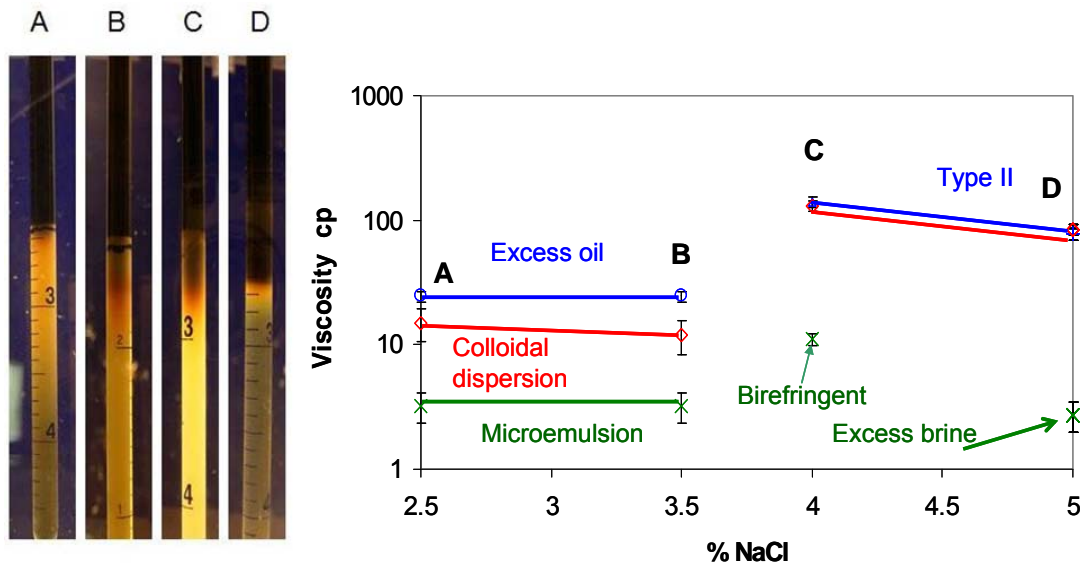 A B C D
3
4
2
1
3
4
3
1000
100
10
1
Viscosity cp
C
Type II
D
Excess oil
A
B
Colloidal
dispersion
Birefringent
Microemulsion
Excess brine
2.5 3 3.5 4 4.5 5
% NaCl